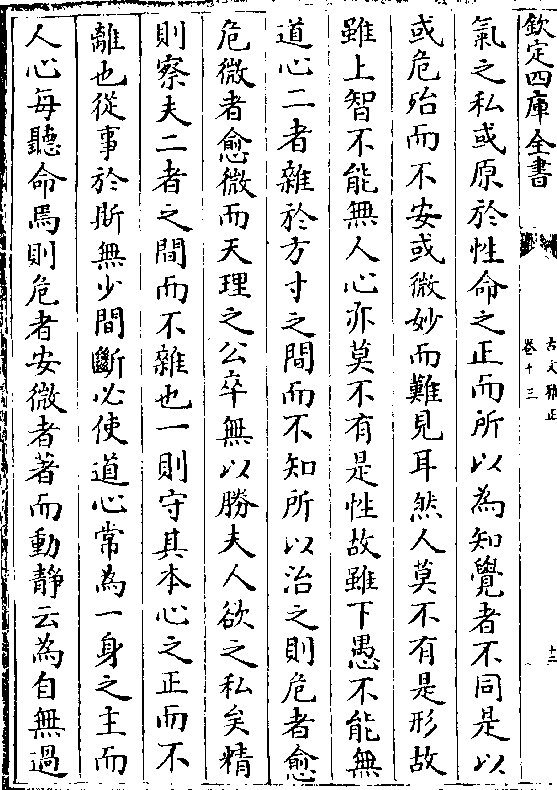 欽定四庫全書
古文雅正
卷十三
十三
氣之私或原於性命之正而所以為知覺者不同是以
或危殆而不安或微妙而難見耳然人莫不有是形故
雖上智不能無人心亦莫不有是性故雖下愚不能無
道心二者雜於方寸之間而不知所以治之則危者愈
危微者愈微而天理之公卒無以勝夫人欲之私矣精
則察夫二者之間而不雜也一則守其本心之正而不
離也從事於斯無少間斷必使道心常為一身之主而
人心每聽命焉則危者安微者著而動靜云為自無過